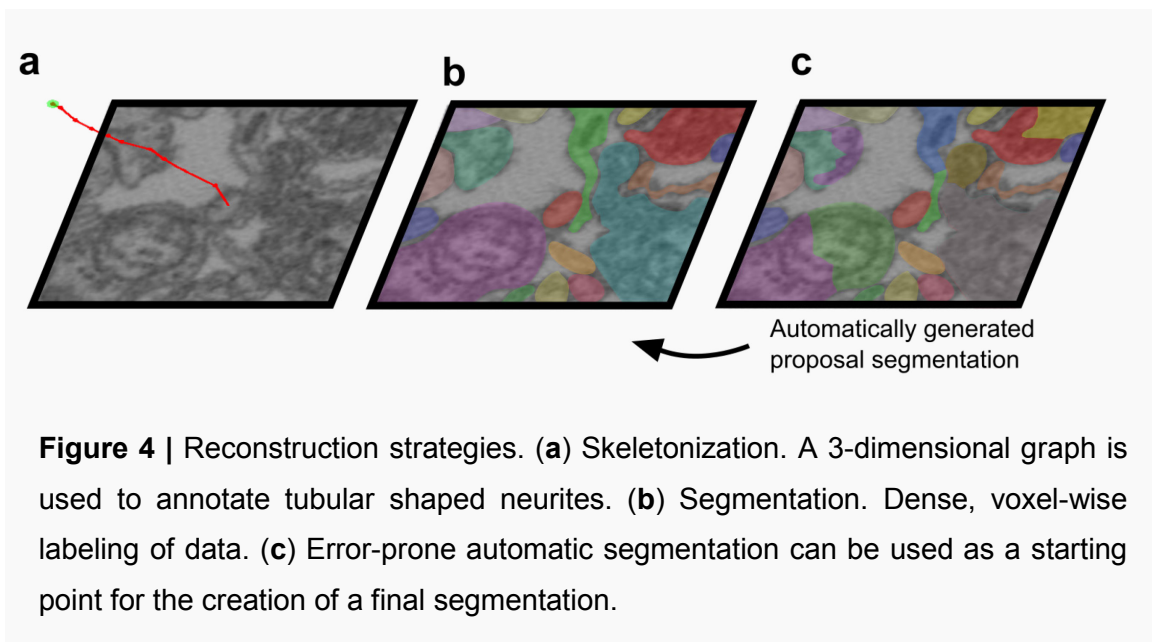 a
b
c
Automatically generated
proposal segmentation
Figure 4 | Reconstruction strategies. (a) Skeletonization. A 3-dimensional graph is
used to annotate tubular shaped neurites. (b) Segmentation. Dense, voxel-wise
labeling of data. (c) Error-prone automatic segmentation can be used as a starting
point for the creation of a final segmentation.